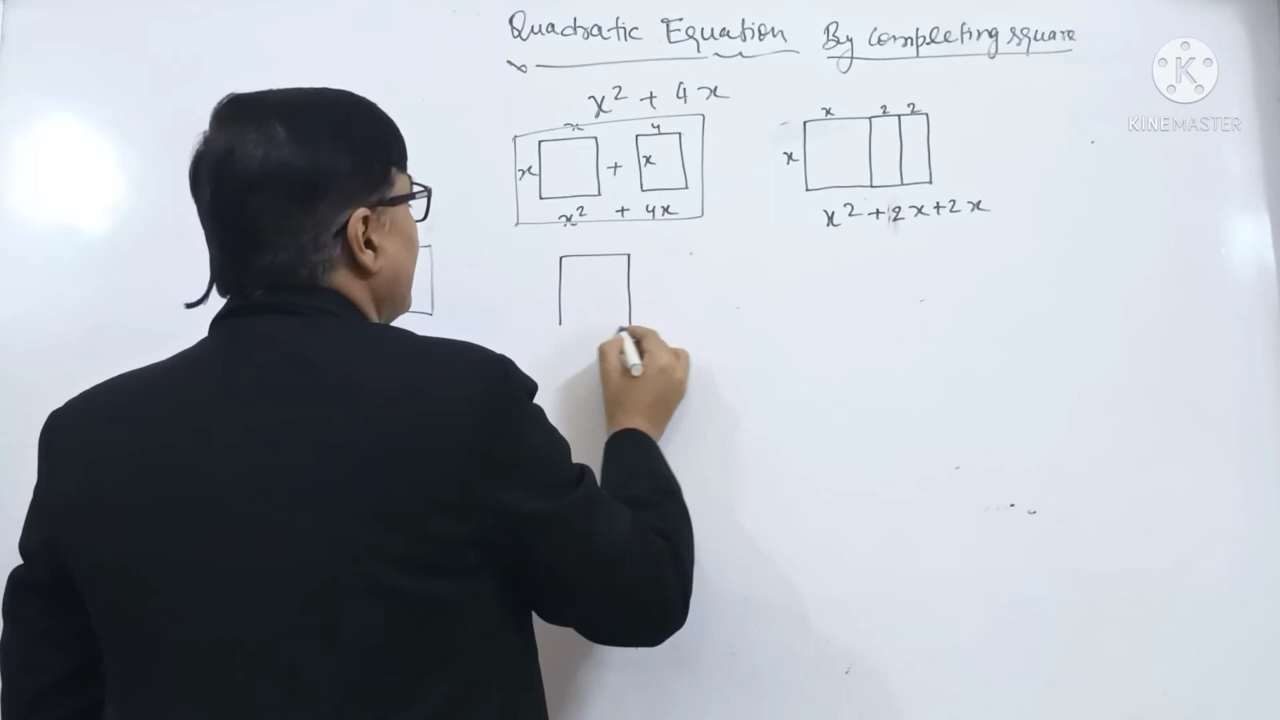 Quadratic Equation By completing square
x² + 4x
x 4
x + x
x² + 4x
x 2 2
x
x² + 2x + 2x
KINEMASTER